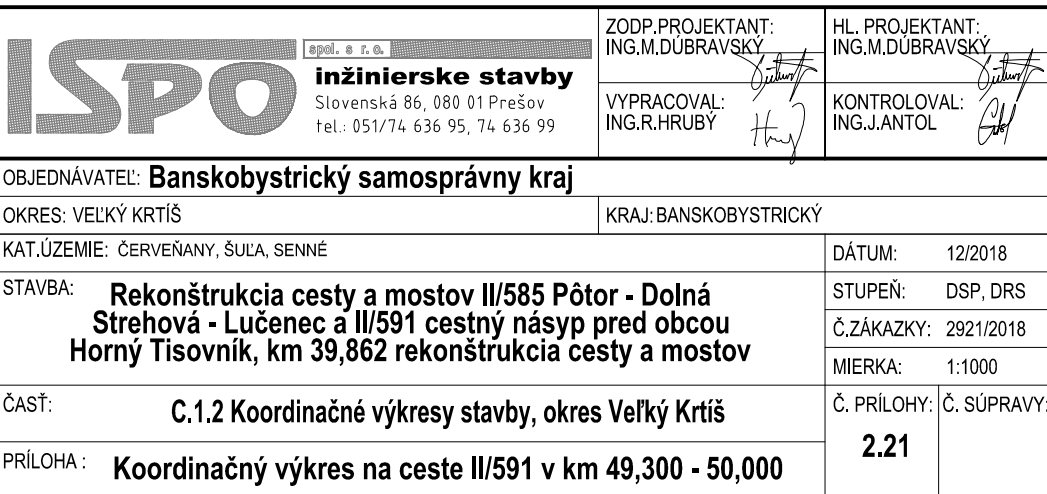 ISPO
spol. s r. o.
inžinierske stavby
Slovenská 86, 080 01 Prešov
tel.: 051/74 636 95, 74 636 99
ZODP.PROJEKTANT:
ING.M.DÚBRAVSKÝ
HL. PROJEKTANT:
ING.M.DÚBRAVSKÝ
VYPRACOVAL:
ING.R.HRUBÝ
KONTROLOVAL:
ING.J.ANTOL
OBJEDNÁVATEĽ: Banskobystrický samosprávny kraj
OKRES: VEĽKÝ KRTÍŠ
KRAJ: BANSKOBYSTRICKÝ
KAT.ÚZEMIE: ČERVEŇANY, ŠUĽA, SENNÉ
STAVBA: Rekonštrukcia cesty a mostov II/585 Pôtor - Dolná
Strehová - Lučenec a II/591 cestný násyp pred obcou
Horný Tisovník, km 39,862 rekonštrukcia cesty a mostov
DÁTUM: 12/2018
STUPEŇ: DSP, DRS
Č.ZÁKAZKY: 2921/2018
MIERKA: 1:1000
ČASŤ: C.1.2 Koordinačné výkresy stavby, okres Veľký Krtíš
PRÍLOHA : Koordinačný výkres na ceste II/591 v km 49,300 - 50,000
Č. PRÍLOHY: Č. SÚPRAVY:
2.21